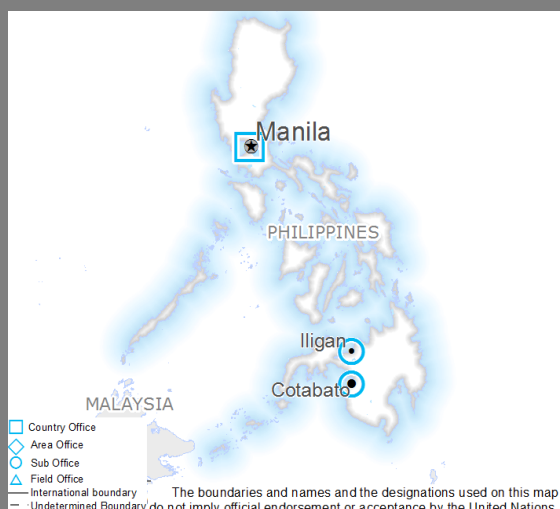 Manila
PHILIPPINES
Iligan
Cotabato
MALAYSIA
Country Office
Area Office
Sub Office
Field Office
International boundary
Undetermined Boundary
The boundaries and names and the designations used on this map
do not imply official endorsement or acceptance by the United Nations.